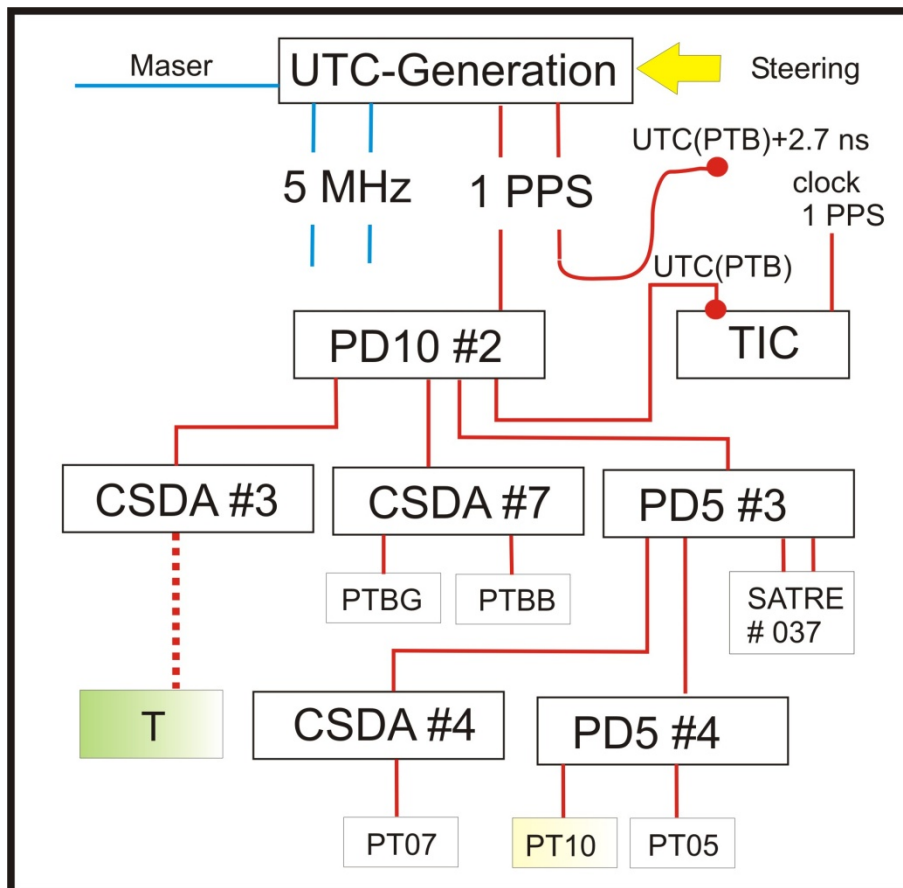 Maser
UTC-Generation
Steering
5 MHz
1 PPS
UTC(PTB)+2.7 ns
clock
1 PPS
UTC(PTB)
PD10 #2
TIC
CSDA #3
CSDA #7
PD5 #3
PTBG
PTBB
SATRE
# 037
T
CSDA #4
PD5 #4
PT07
PT10
PT05